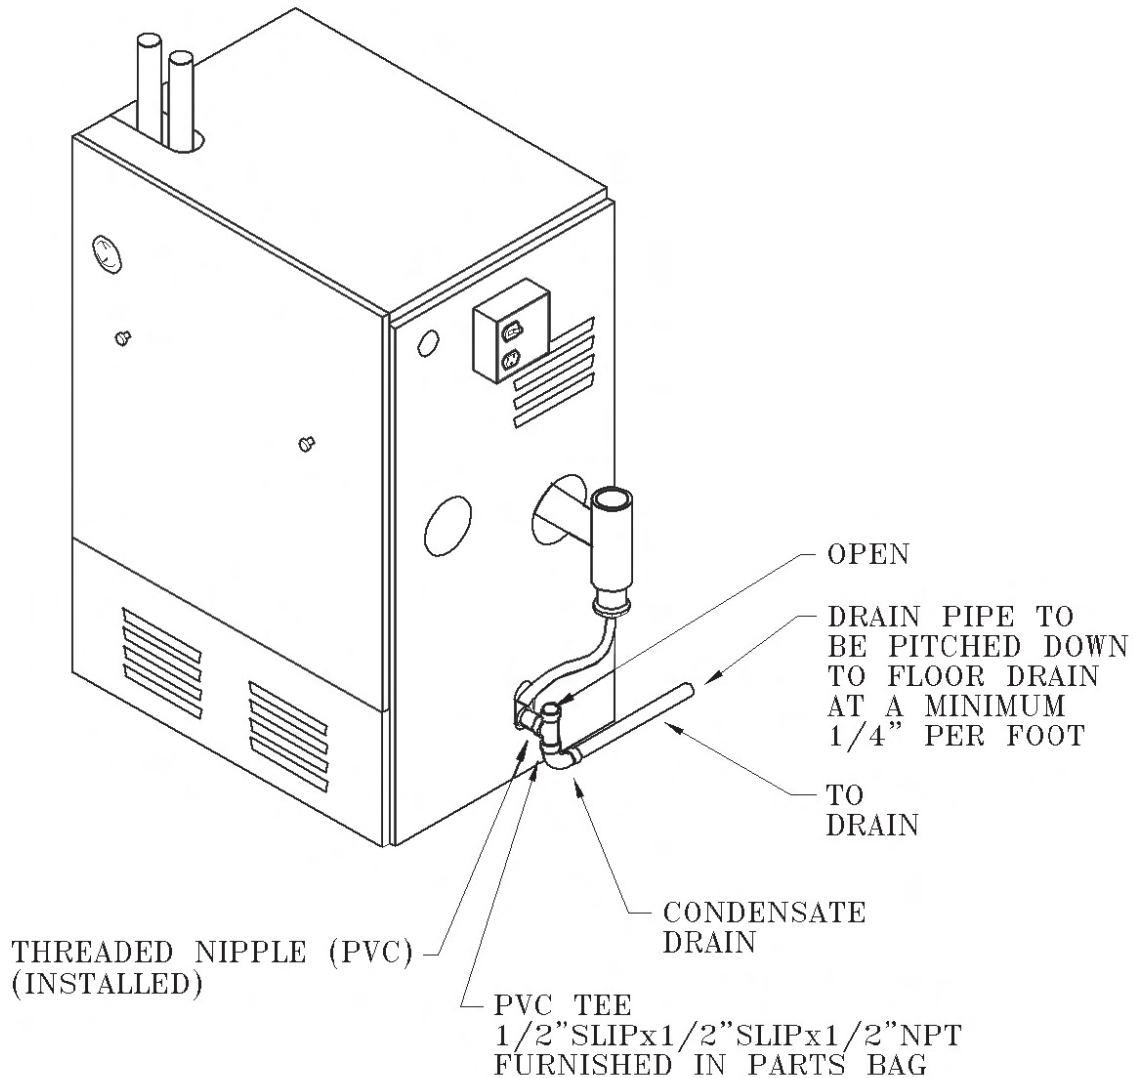 OPEN
DRAIN PIPE TO
BE PITCHED DOWN
TO FLOOR DRAIN
AT A MINIMUM
1/4” PER FOOT
TO
DRAIN
CONDENSATE
DRAIN
THREADED NIPPLE (PVC)
(INSTALLED)
PVC TEE
1/2”SLIPx1/2”SLIPx1/2”NPT
FURNISHED IN PARTS BAG